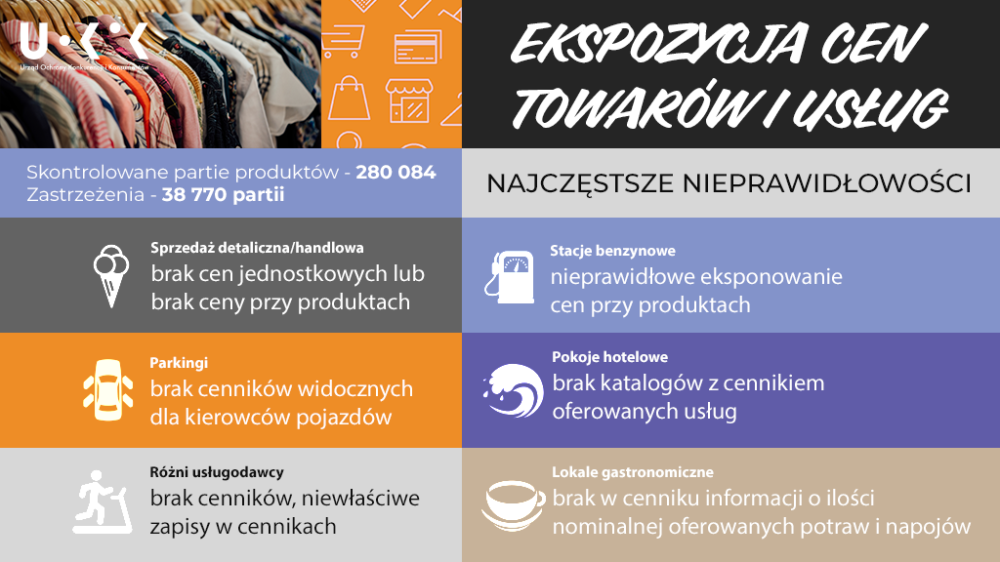 UOKiK
Urząd Ochrony Konkurencji i Konsumentów
EKSPOZYCJA CEN
TOWARÓW I USŁUG
Skontrolowane partie produktów - 280 084
Zastrzeżenia - 38 770 partii
NAJCZĘSTSZE NIEPRAWIDŁOWOŚCI
Sprzedaż detaliczna/handlowa
brak cen jednostkowych lub
brak ceny przy produktach
Stacje benzynowe
nieprawidłowe eksponowanie
cen przy produktach
Parkingi
brak cenników widocznych
dla kierowców pojazdów
Pokoje hotelowe
brak katalogów z cennikiem
oferowanych usług
Różni usługodawcy
brak cenników, niewłaściwe
zapisy w cennikach
Lokale gastronomiczne
brak w cenniku informacji o ilości
nominalnej oferowanych potraw i napojów